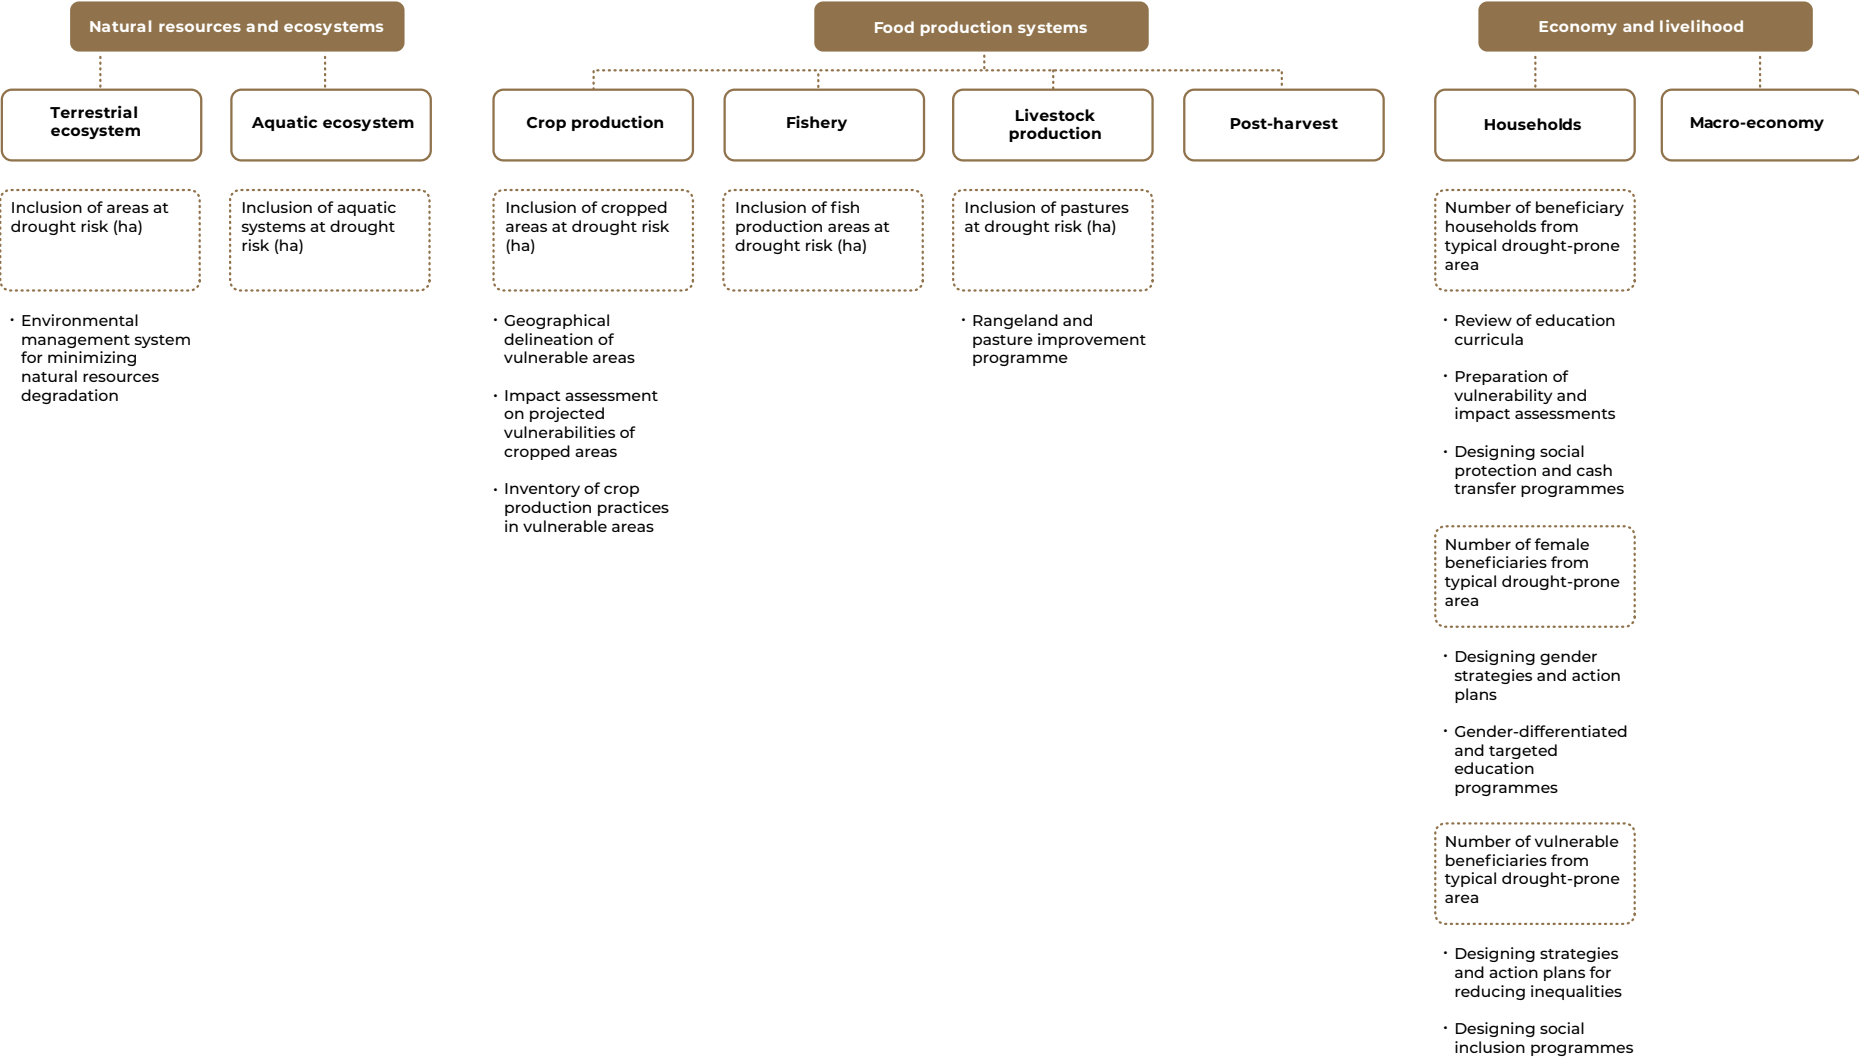 Natural resources and ecosystems
Food production systems
Economy and livelihood
Terrestrial
ecosystem
Aquatic ecosystem
Crop production
Fishery
Livestock
production
Post-harvest
Households
Macro-economy
Inclusion of areas at
drought risk (ha)
Inclusion of aquatic
systems at drought
risk (ha)
Inclusion of cropped
areas at drought risk
(ha)
Inclusion of fish
production areas at
drought risk (ha)
Inclusion of pastures
at drought risk (ha)
Number of beneficiary
households from
typical drought-prone
area
· Environmental
management system
for minimizing
natural resources
degradation
· Geographical
delineation of
vulnerable areas
· Impact assessment
on projected
vulnerabilities of
cropped areas
· Inventory of crop
production practices
in vulnerable areas
· Rangeland and
pasture improvement
programme
· Review of education
curricula
· Preparation of
vulnerability and
impact assessments
· Designing social
protection and cash
transfer programmes
Number of female
beneficiaries from
typical drought-prone
area
· Designing gender
strategies and action
plans
· Gender-differentiated
and targeted
education
programmes
Number of vulnerable
beneficiaries from
typical drought-prone
area
· Designing strategies
and action plans for
reducing inequalities
· Designing social
inclusion programmes